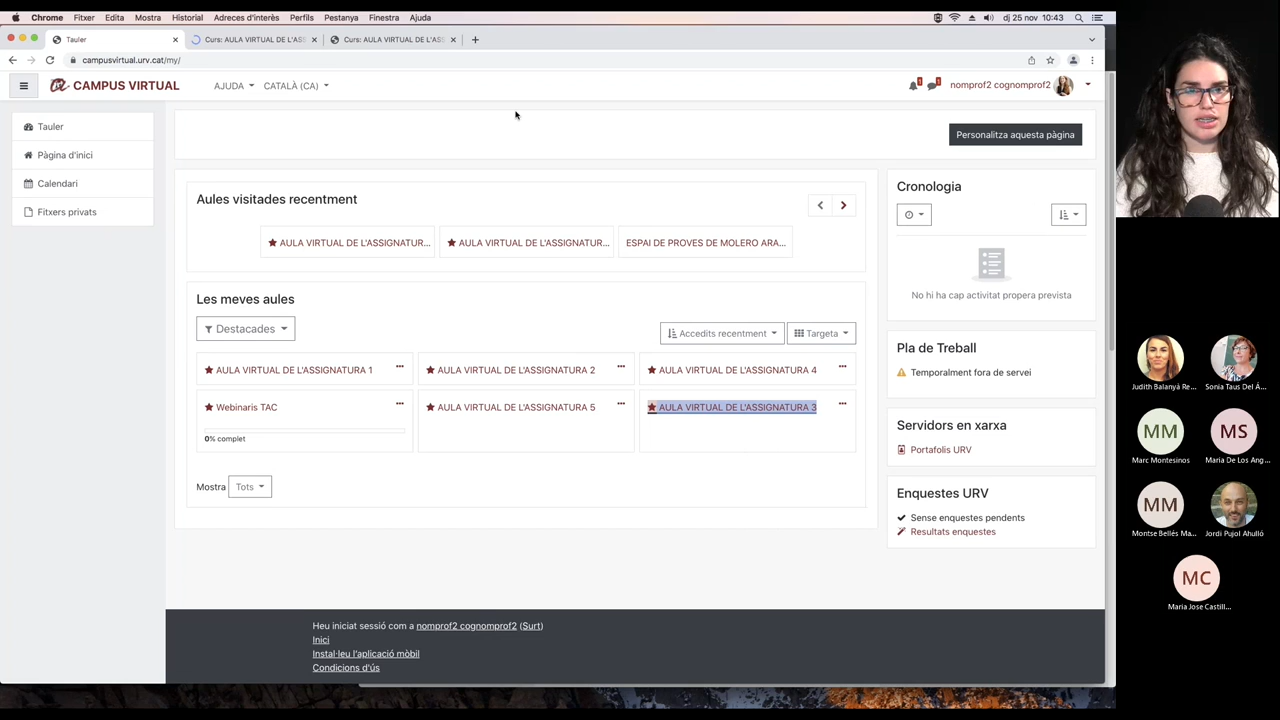 Chrome Fitxer Edita Mostra Historial Adreces d'interès Perfils Pestanya Finestra Ajuda dj 25 nov 10:43
Tauler Curs: AULA VIRTUAL DE L'ASS Curs: AULA VIRTUAL DE L'ASS
campusvirtual.urv.cat/my/
CAMPUS VIRTUAL AJUDA CATALÀ (CA) nomprof2 cognomprof2
Personalitza aquesta pàgina
Tauler
Pàgina d'inici
Calendari
Fitxers privats
Aules visitades recentment
AULA VIRTUAL DE L'ASSIGNATUR... AULA VIRTUAL DE L'ASSIGNATUR... ESPAI DE PROVES DE MOLERO ARA...
Les meves aules
Destacades
Accedits recentment Targeta
AULA VIRTUAL DE L'ASSIGNATURA 1 AULA VIRTUAL DE L'ASSIGNATURA 2 AULA VIRTUAL DE L'ASSIGNATURA 4
Webinaris TAC AULA VIRTUAL DE L'ASSIGNATURA 5 AULA VIRTUAL DE L'ASSIGNATURA 3
0% complet
Mostra Tots
Cronologia
No hi ha cap activitat propera prevista
Pla de Treball
Temporalment fora de servei
Servidors en xarxa
Portafolis URV
Enquestes URV
Sense enquestes pendents
Resultats enquestes
Heu iniciat sessió com a nomprof2 cognomprof2 (Surt)
Inici
Instal·leu l'aplicació mòbil
Condicions d'ús
Judith Balanyà Re... Sonia Taus Del Á...
MM MS
Marc Montesinos Maria De Los Ang...
MM
Montse Bellés Ma... Jordi Pujol Ahulló
MC
Maria Jose Castill...